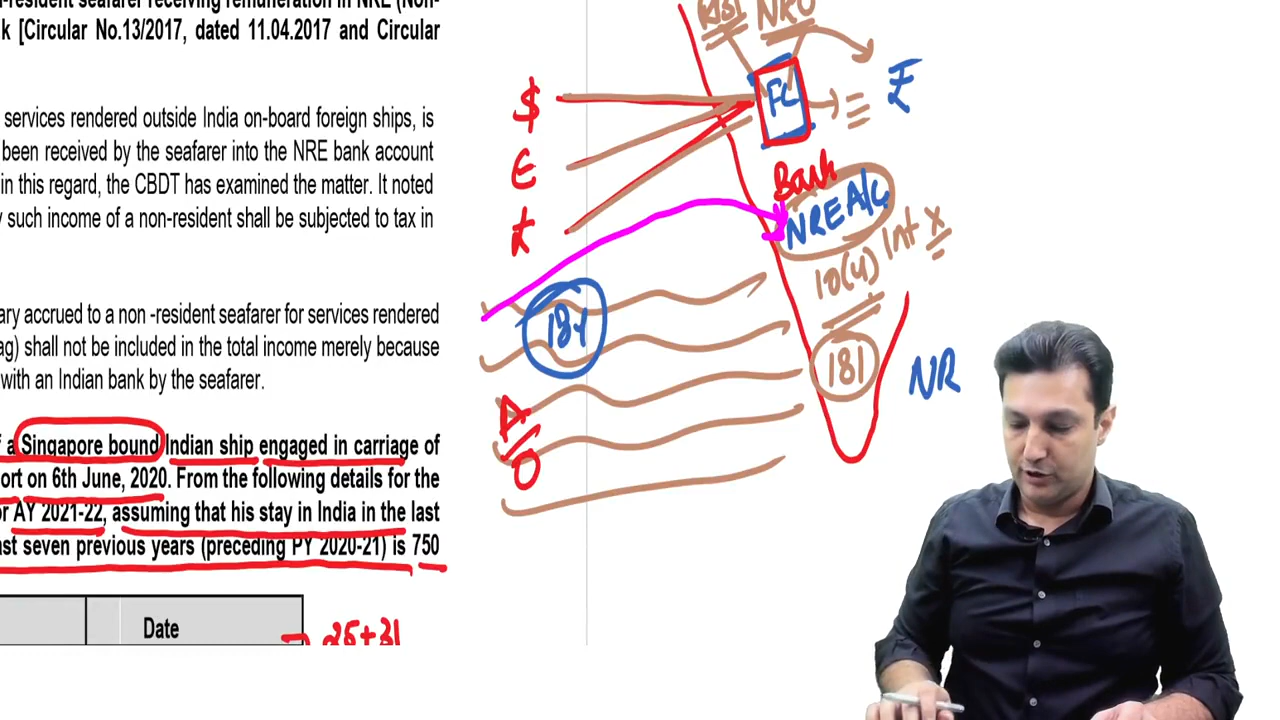 -resident seafarer receiving remuneration in NRE (Non-
k [Circular No.13/2017, dated 11.04.2017 and Circular
services rendered outside India on-board foreign ships, is
been received by the seafarer into the NRE bank account
in this regard, the CBDT has examined the matter. It noted
y such income of a non-resident shall be subjected to tax in
ary accrued to a non -resident seafarer for services rendered
ag) shall not be included in the total income merely because
with an Indian bank by the seafarer.
f a Singapore bound Indian ship engaged in carriage of
ort on 6th June, 2020. From the following details for the
or AY 2021-22, assuming that his stay in India in the last
ast seven previous years (preceding PY 2020-21) is 750
Date
25+31
NRO
$
FC
₹
€
Bank
NRE A/c
Int x
10(4)
184
181
NR
A
O